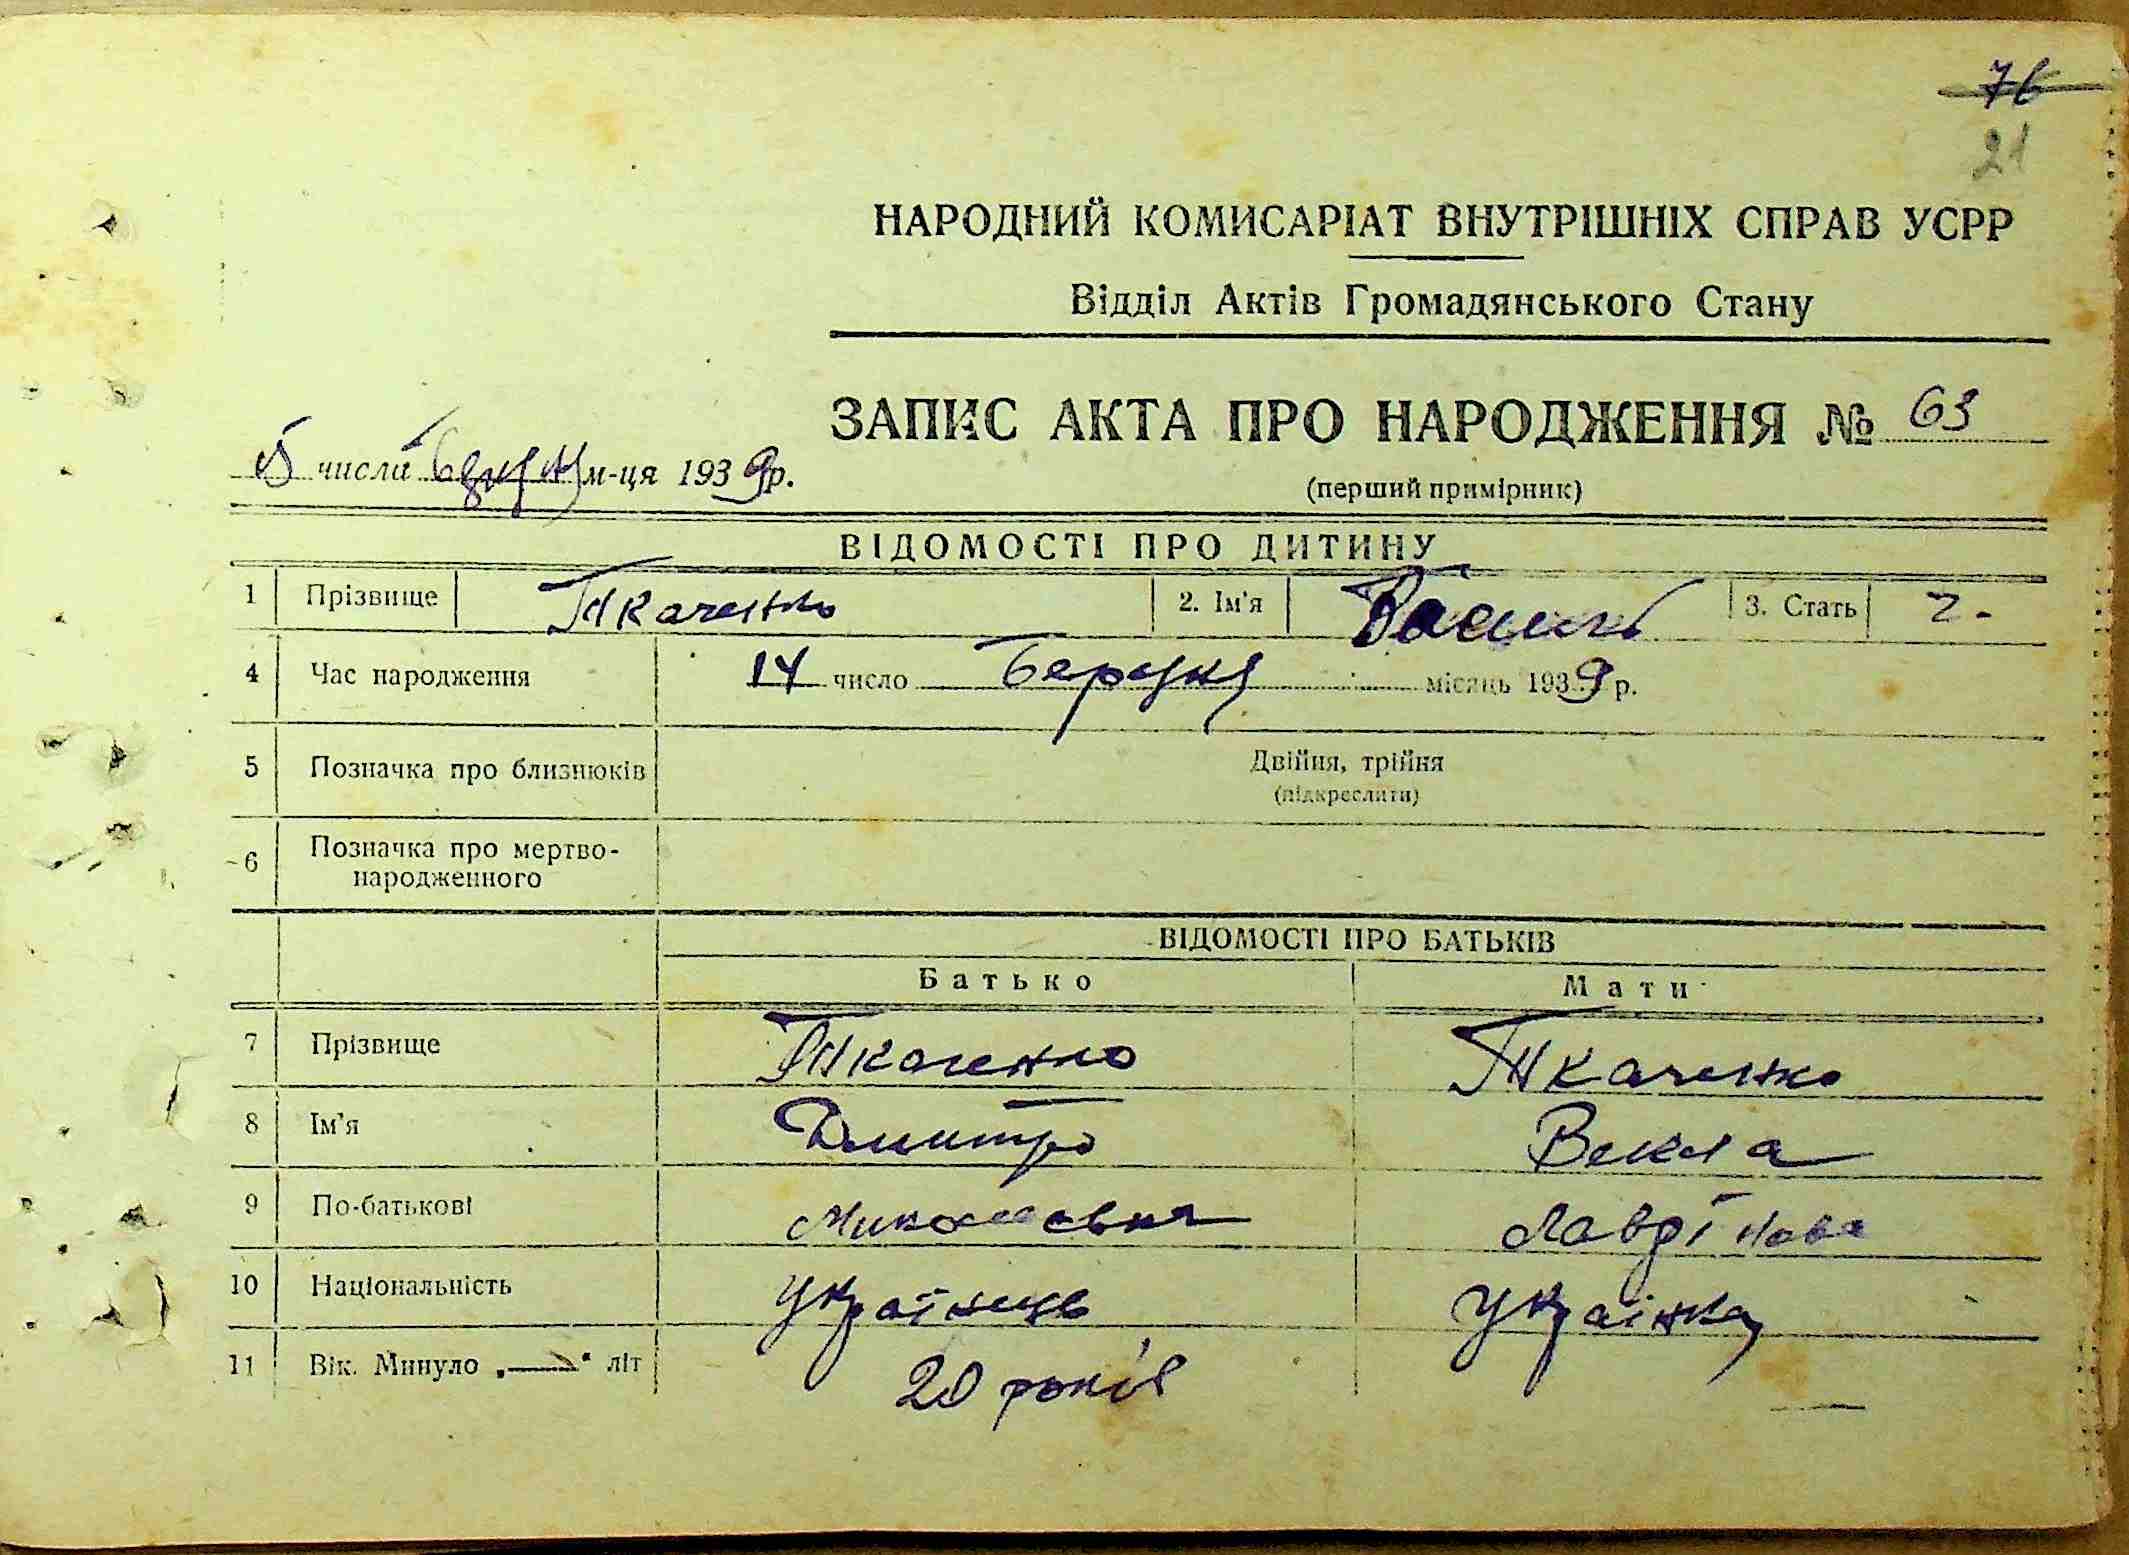 76
21
НАРОДНИЙ КОМИСАРІАТ ВНУТРІШНІХ СПРАВ УСРР
Відділ Актів Громадянського Стану
ЗАПИС АКТА ПРО НАРОДЖЕННЯ № 63
числа м-ця 1939р.
(перший примірник)
ВІДОМОСТІ ПРО ДИТИНУ
1 Прізвище Ткаченко 2. Ім'я Василь 3. Стать ч.
4 Час народження 14 число березня місяць 1939 р.
5 Позначка про близнюків Двійня, трійня
(підкреслити)
6 Позначка про мертво-
народженного
ВІДОМОСТІ ПРО БАТЬКІВ
Батько Мати
7 Прізвище Ткаченко Ткаченко
8 Ім'я Дмитро Векла
9 По-батькові Лаврінова
10 Національність Українець Українка
11 Вік. Минуло „—" літ 20 років —